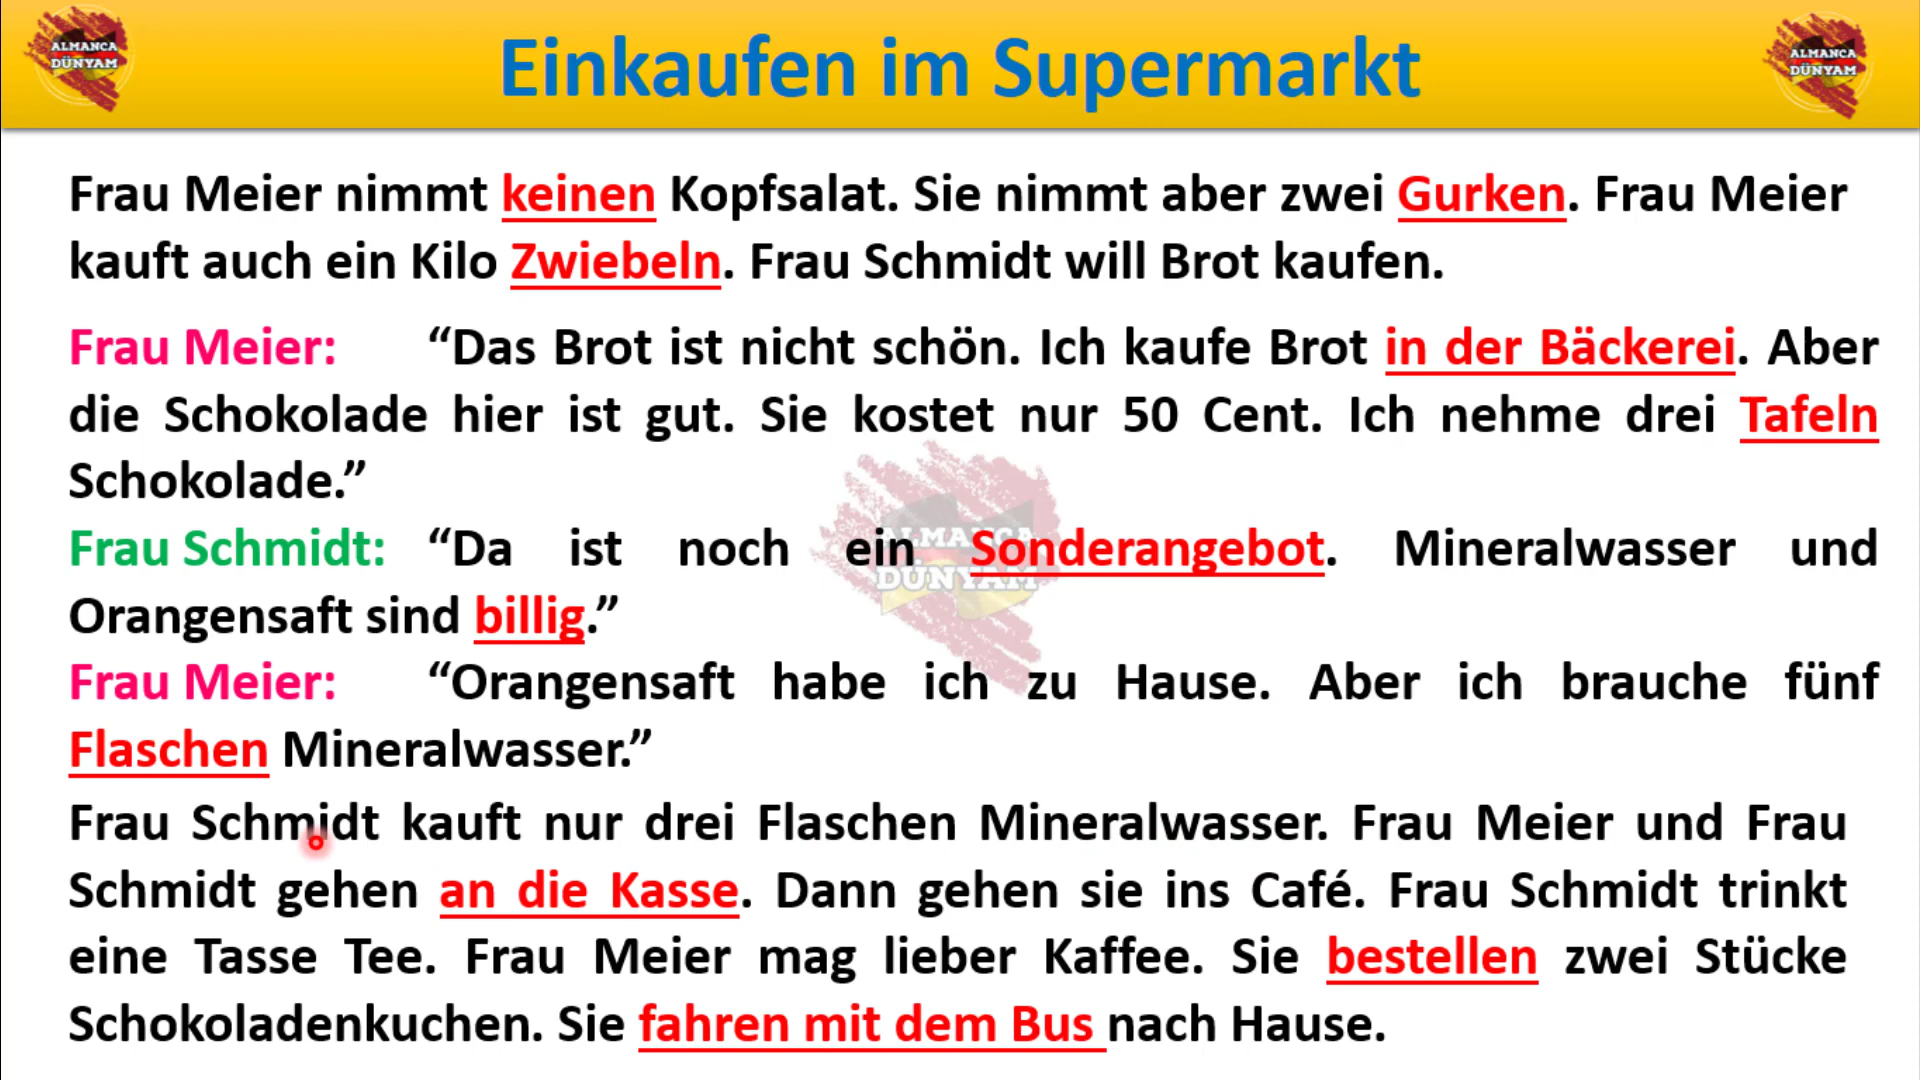 ALMANCA
DÜNYAM
Einkaufen im Supermarkt
ALMANCA
DÜNYAM
Frau Meier nimmt keinen Kopfsalat. Sie nimmt aber zwei Gurken. Frau Meier
kauft auch ein Kilo Zwiebeln. Frau Schmidt will Brot kaufen.
Frau Meier: “Das Brot ist nicht schön. Ich kaufe Brot in der Bäckerei. Aber
die Schokolade hier ist gut. Sie kostet nur 50 Cent. Ich nehme drei Tafeln
Schokolade.”
Frau Schmidt: “Da ist noch ein Sonderangebot. Mineralwasser und
Orangensaft sind billig.”
Frau Meier: “Orangensaft habe ich zu Hause. Aber ich brauche fünf
Flaschen Mineralwasser.”
Frau Schmidt kauft nur drei Flaschen Mineralwasser. Frau Meier und Frau
Schmidt gehen an die Kasse. Dann gehen sie ins Café. Frau Schmidt trinkt
eine Tasse Tee. Frau Meier mag lieber Kaffee. Sie bestellen zwei Stücke
Schokoladenkuchen. Sie fahren mit dem Bus nach Hause.
ALMANCA
DÜNYAM